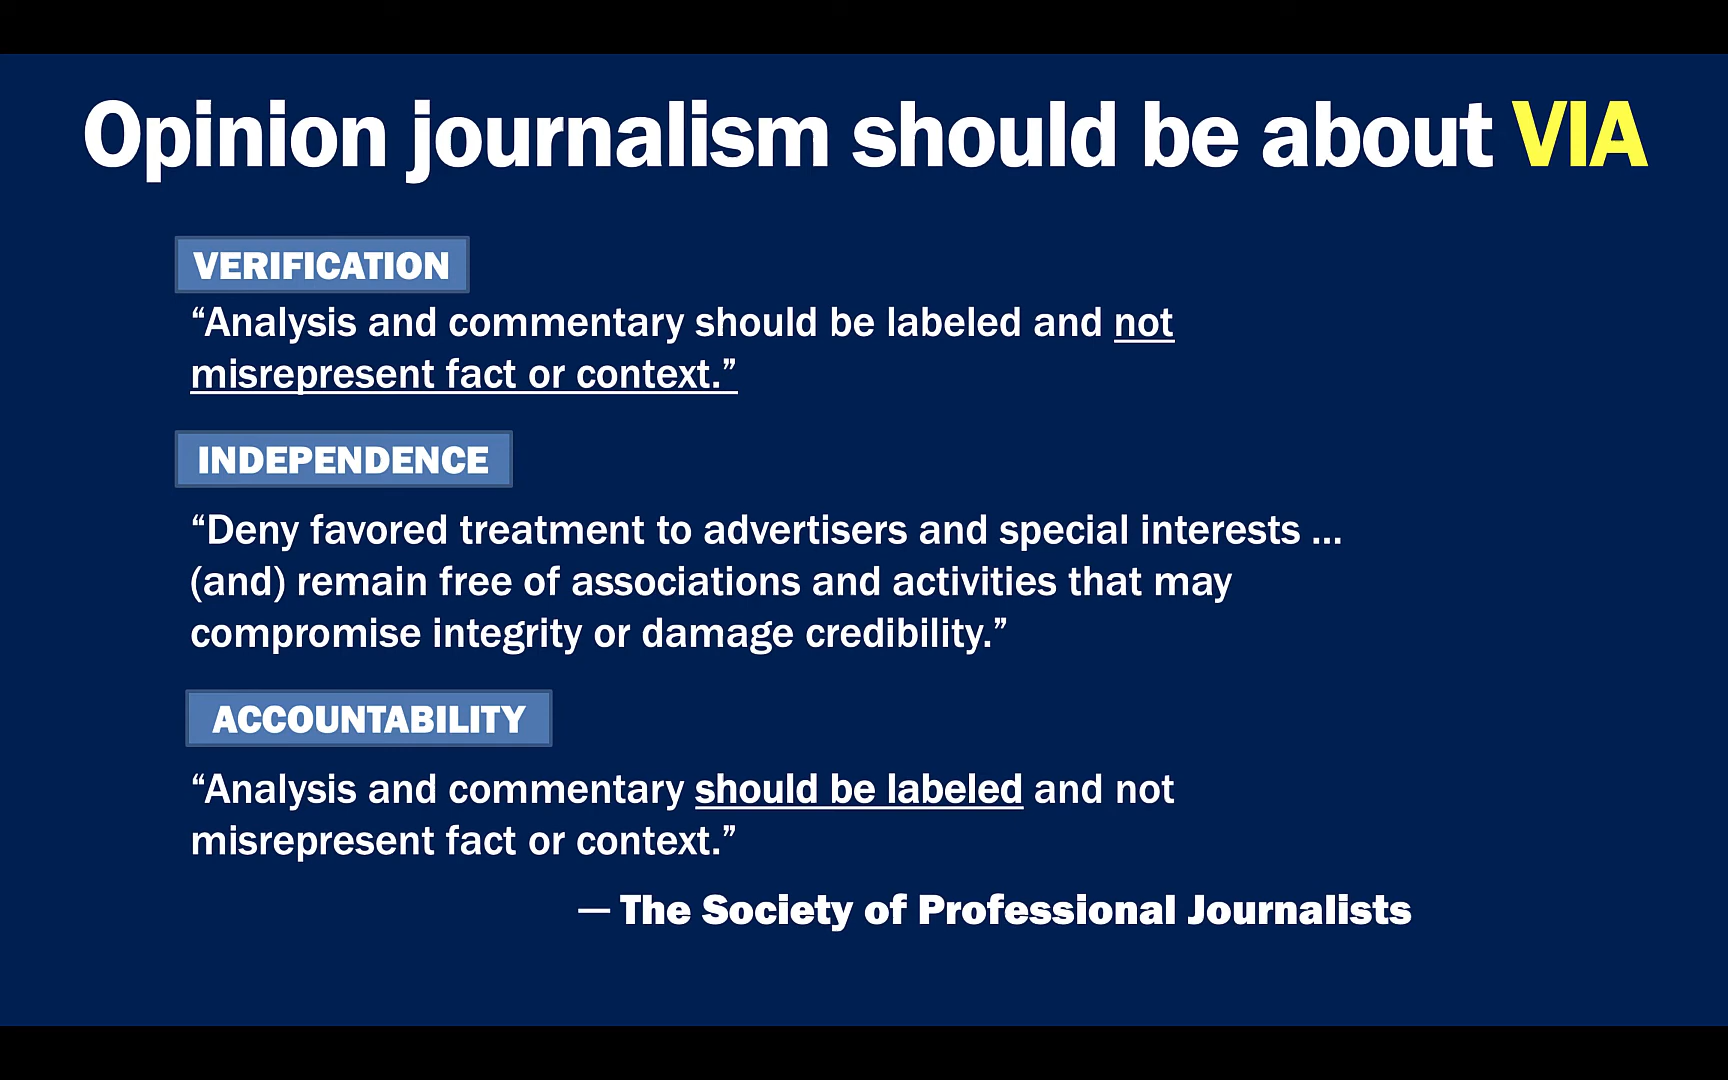 Opinion journalism should be about VIA
VERIFICATION
“Analysis and commentary should be labeled and not
misrepresent fact or context.”
INDEPENDENCE
“Deny favored treatment to advertisers and special interests ...
(and) remain free of associations and activities that may
compromise integrity or damage credibility.”
ACCOUNTABILITY
“Analysis and commentary should be labeled and not
misrepresent fact or context.”
— The Society of Professional Journalists